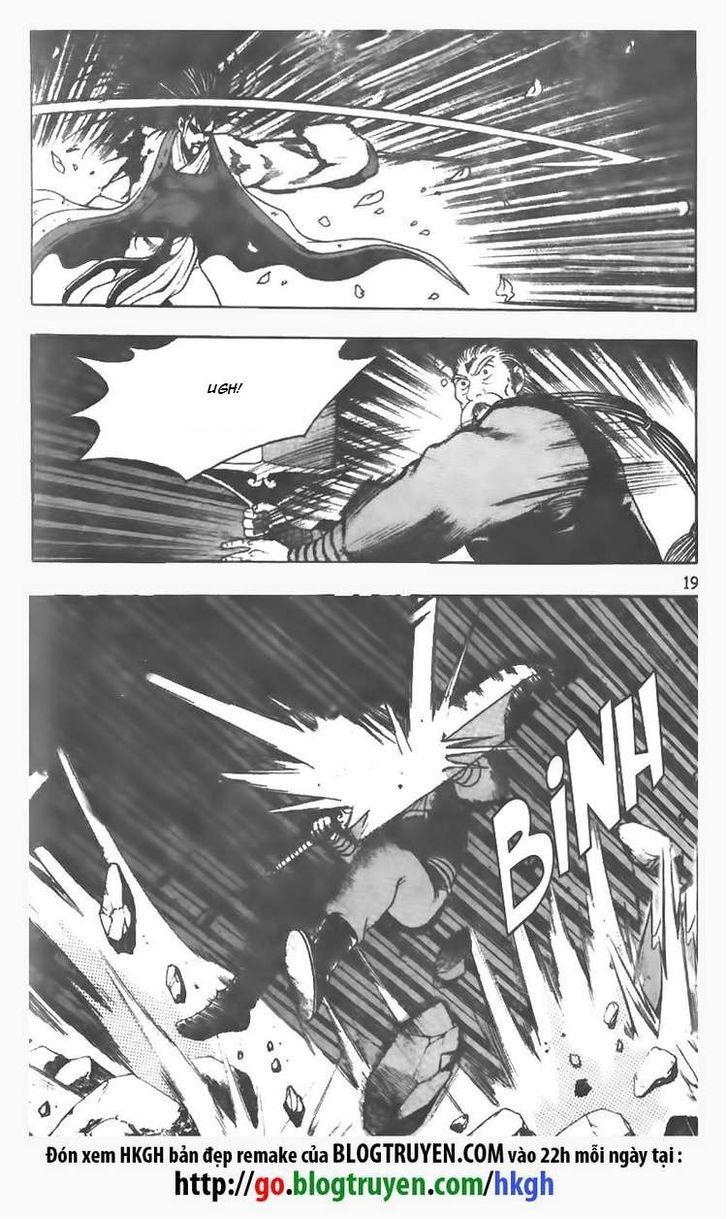 UGH!
19
BINH
Đón xem HKGH bản đẹp remake của BLOGTRUYEN.COM vào 22h mỗi ngày tại :
http://go.blogtruyen.com/hkgh